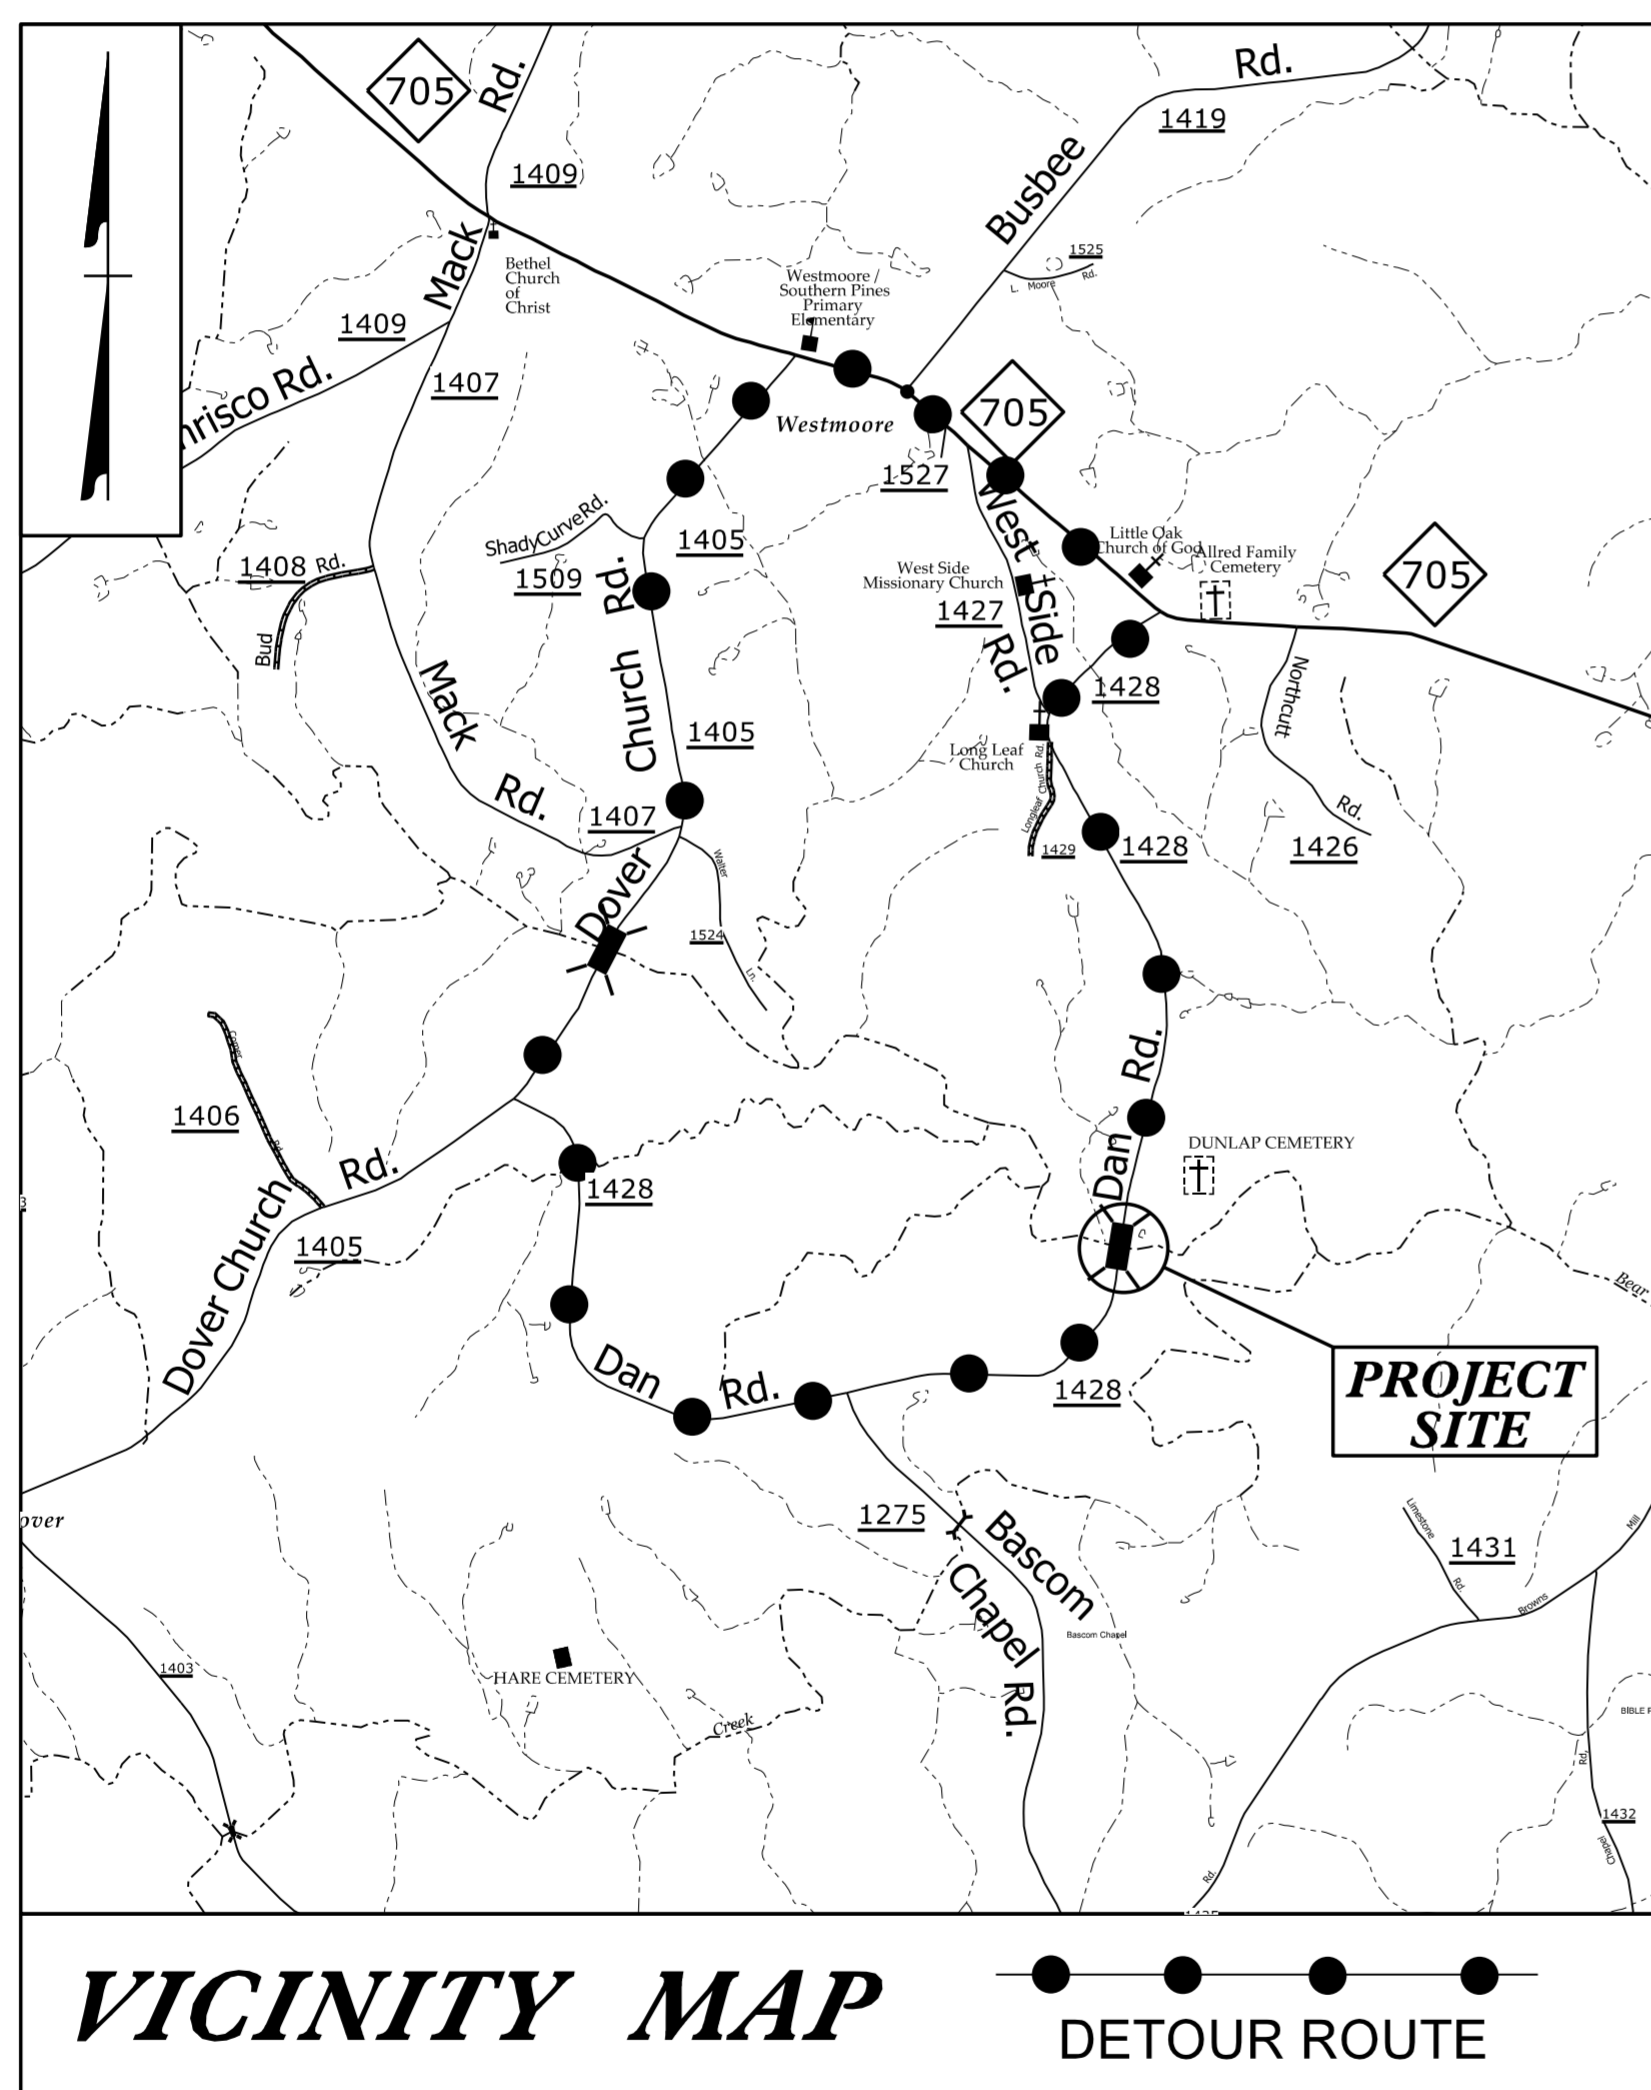 705
Rd.
1409
Rd.
1419
Busbee
1525
L. Moore Rd.
Mack
Bethel
Church
of
Christ
Westmoore /
Southern Pines
Primary
Elementary
1409
hrisco Rd.
1407
Westmoore
705
1527
ShadyCurveRd.
1509
1405
West Side Rd.
Little Oak
Church of God
Allred Family
Cemetery
705
West Side
Missionary Church
1427
1408
Bud Rd.
Church Rd.
1428
Northcutt Rd.
Mack Rd.
1405
Long Leaf
Church
Longleaf Church Rd.
1429
1428
1426
1407
Dover
Walter Ln.
1524
Dan Rd.
1406
Rd.
DUNLAP CEMETERY
1428
3
Dover Church Rd.
1405
Bear
PROJECT
SITE
Dan Rd.
1428
over
1275
Bascom
Chapel Rd.
Limestone Rd.
1431
Mill
Browns
Bascom Chapel
1403
HARE CEMETERY
Creek
BIBLE
Rd.
1432
Chapel
Rd.
VICINITY MAP
DETOUR ROUTE